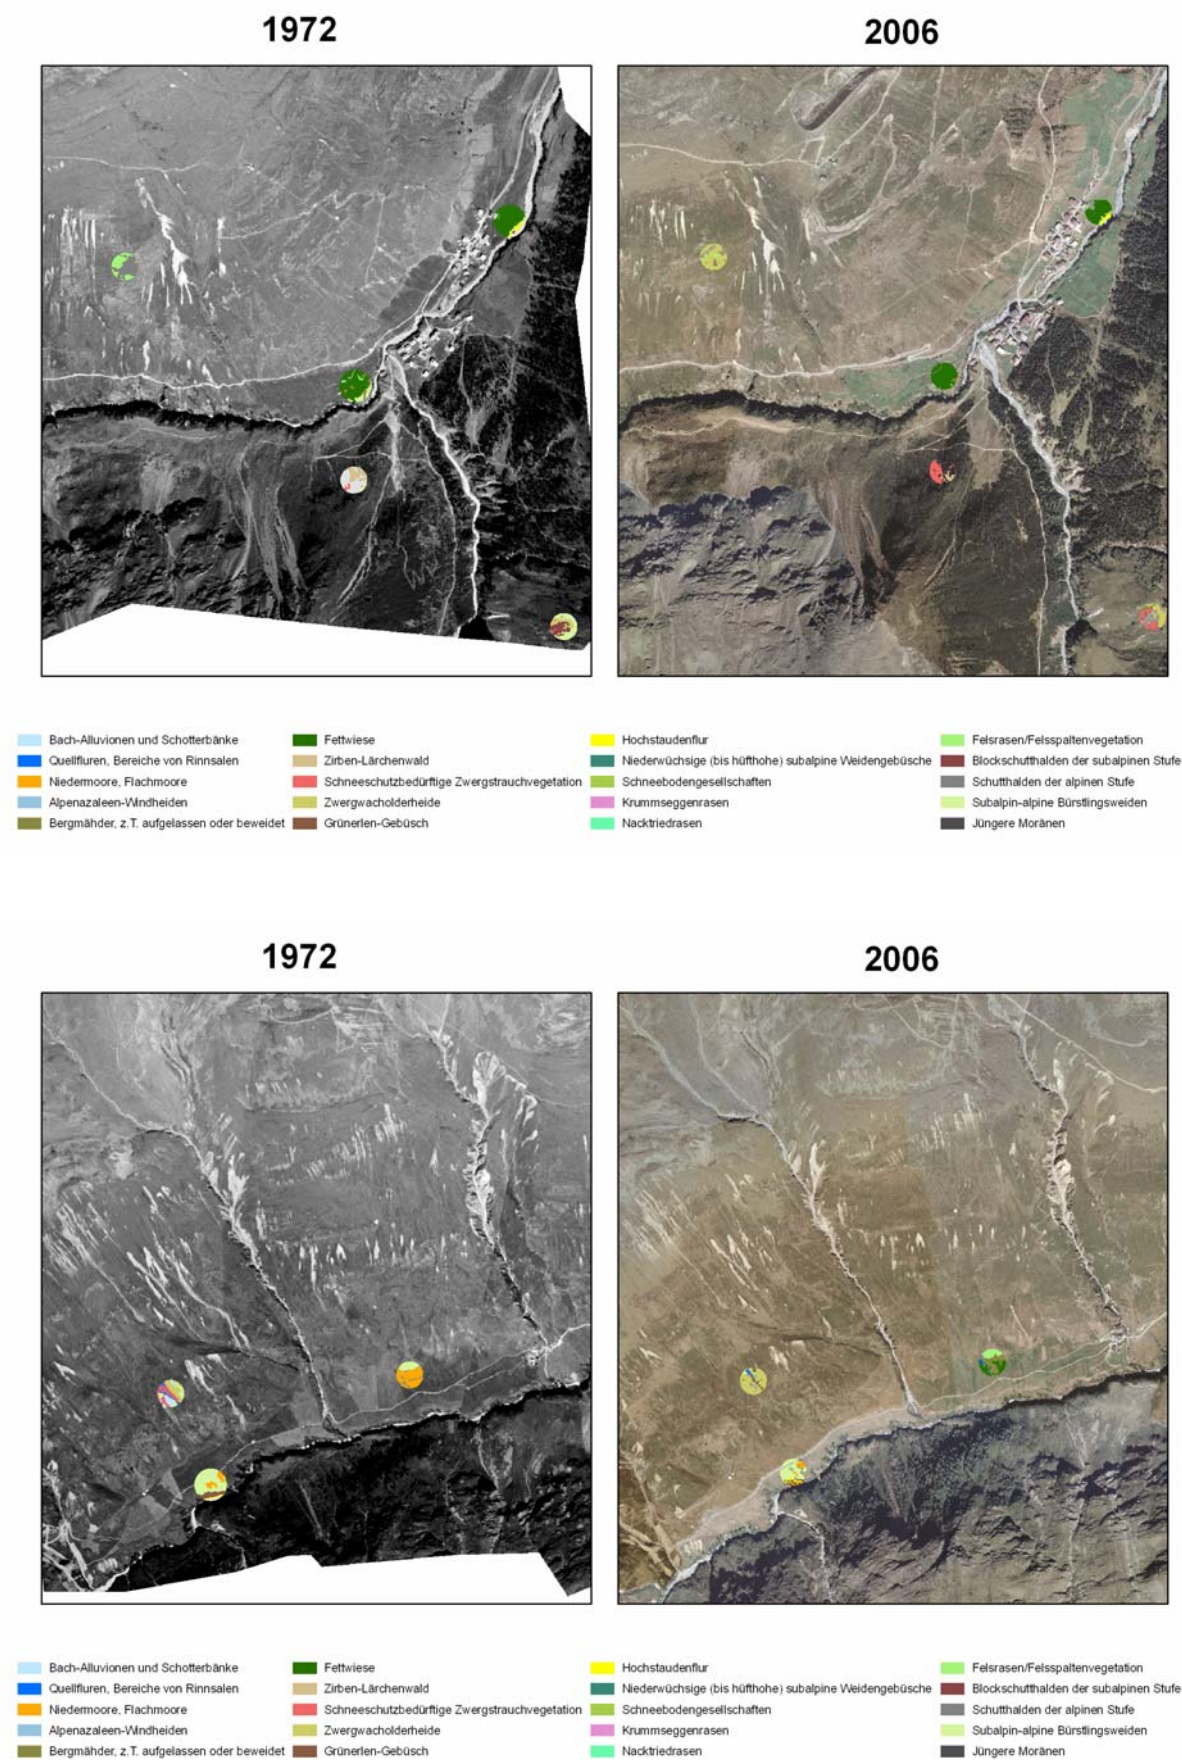 1972 2006
Bach-Alluvionen und Schotterbänke Fettwiese Hochstaudenflur Felsrasen/Felsspaltenvegetation
Quellfluren, Bereiche von Rinnsalen Zirben-Lärchenwald Niederwüchsige (bis hüfthohe) subalpine Weidengebüsche Blockschutthalden der subalpinen Stufe
Niedermoore, Flachmoore Schneeschutzbedürftige Zwergstrauchvegetation Schneebodengesellschaften Schutthalden der alpinen Stufe
Alpenazaleen-Windheiden Zwergwacholderheide Krummseggenrasen Subalpin-alpine Bürstlingsweiden
Bergmähder, z.T. aufgelassen oder beweidet Grünerlen-Gebüsch Nacktriedrasen Jüngere Moränen
1972 2006
Bach-Alluvionen und Schotterbänke Fettwiese Hochstaudenflur Felsrasen/Felsspaltenvegetation
Quellfluren, Bereiche von Rinnsalen Zirben-Lärchenwald Niederwüchsige (bis hüfthohe) subalpine Weidengebüsche Blockschutthalden der subalpinen Stufe
Niedermoore, Flachmoore Schneeschutzbedürftige Zwergstrauchvegetation Schneebodengesellschaften Schutthalden der alpinen Stufe
Alpenazaleen-Windheiden Zwergwacholderheide Krummseggenrasen Subalpin-alpine Bürstlingsweiden
Bergmähder, z.T. aufgelassen oder beweidet Grünerlen-Gebüsch Nacktriedrasen Jüngere Moränen